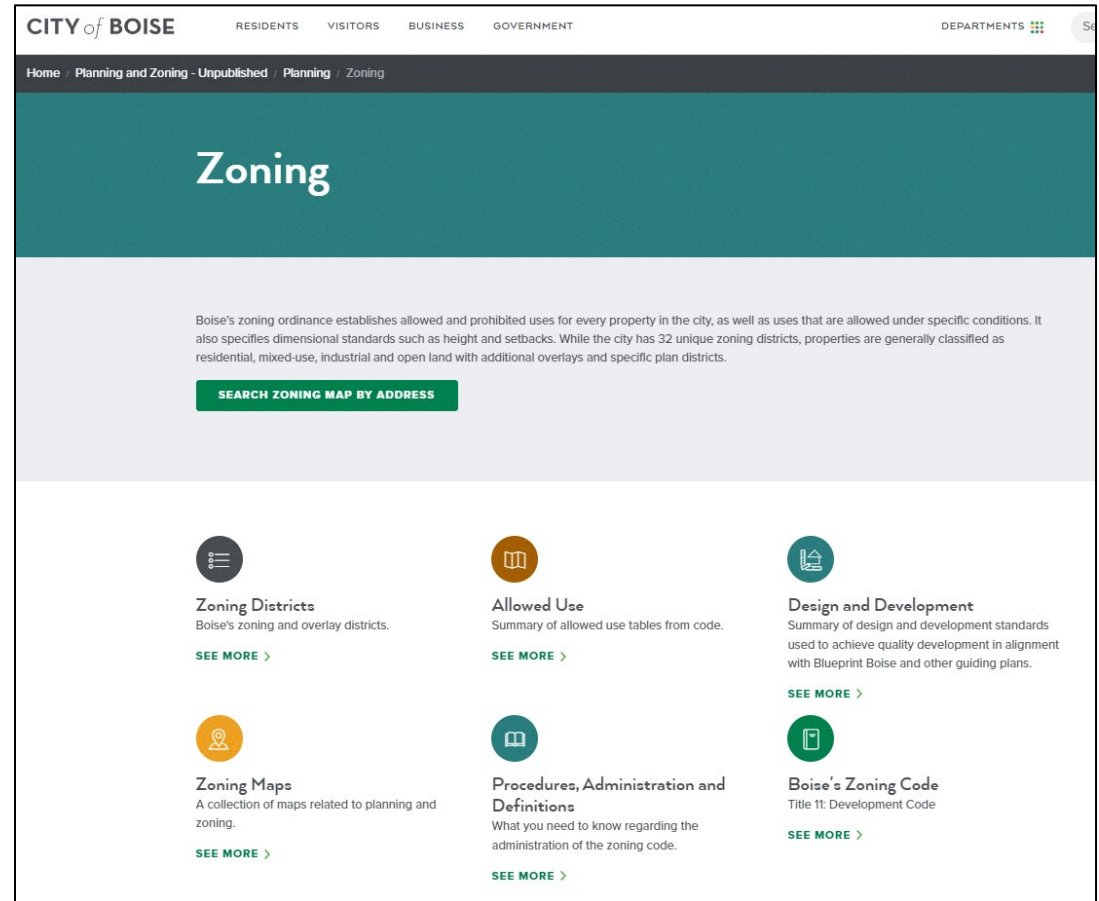 CITY of BOISE RESIDENTS VISITORS BUSINESS GOVERNMENT DEPARTMENTS
Home / Planning and Zoning - Unpublished / Planning / Zoning
Zoning
Boise's zoning ordinance establishes allowed and prohibited uses for every property in the city, as well as uses that are allowed under specific conditions. It
also specifies dimensional standards such as height and setbacks. While the city has 32 unique zoning districts, properties are generally classified as
residential, mixed-use, industrial and open land with additional overlays and specific plan districts.
SEARCH ZONING MAP BY ADDRESS
Zoning Districts
Boise's zoning and overlay districts.
SEE MORE >
Allowed Use
Summary of allowed use tables from code.
SEE MORE >
Design and Development
Summary of design and development standards
used to achieve quality development in alignment
with Blueprint Boise and other guiding plans.
SEE MORE >
Zoning Maps
A collection of maps related to planning and
zoning.
SEE MORE >
Procedures, Administration and
Definitions
What you need to know regarding the
administration of the zoning code.
SEE MORE >
Boise's Zoning Code
Title 11: Development Code
SEE MORE >